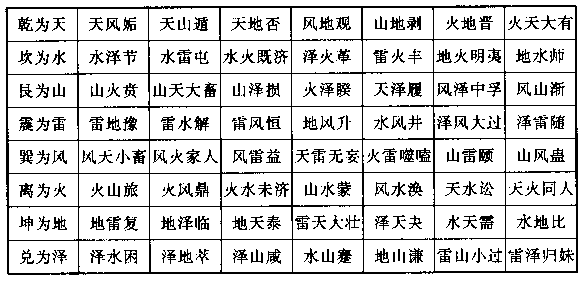 乾为天 天风姤 天山遁 天地否 风地观 山地剥 火地晋 火天大有
坎为水 水泽节 水雷屯 水火既济 泽火革 雷火丰 地火明夷 地水师
艮为山 山火贲 山天大畜 山泽损 火泽睽 天泽履 风泽中孚 风山渐
震为雷 雷地豫 雷水解 雷风恒 地风升 水风井 泽风大过 泽雷随
巽为风 风天小畜 风火家人 风雷益 天雷无妄 火雷噬嗑 山雷颐 山风蛊
离为火 火山旅 火风鼎 火水未济 山水蒙 风水涣 天水讼 天火同人
坤为地 地雷复 地泽临 地天泰 雷天大壮 泽天夬 水天需 水地比
兑为泽 泽水困 泽地萃 泽山咸 水山蹇 地山谦 雷山小过 雷泽归妹